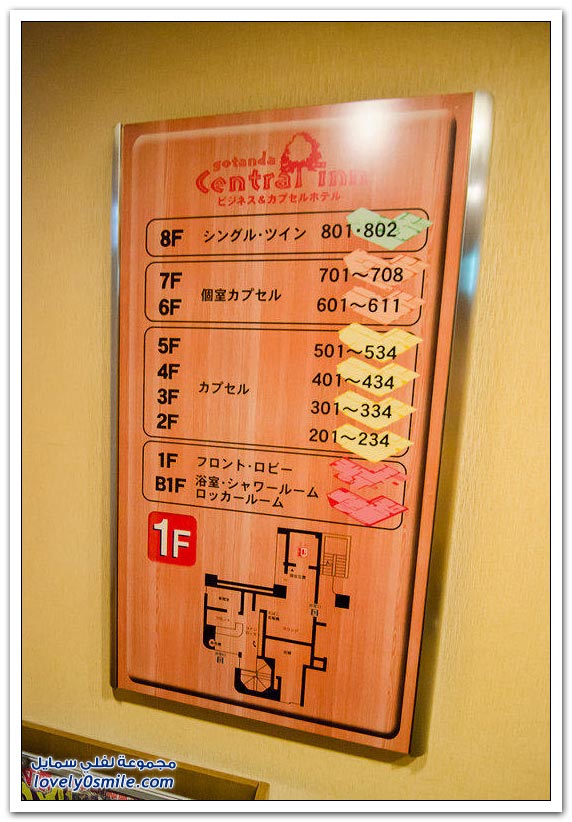 gotanda
Central inn
ビジネス&カプセルホテル
8F シングル・ツイン 801・802
7F 701～708
6F 個室カプセル 601～611
5F 501～534
4F 401～434
3F カプセル 301～334
2F 201～234
1F フロント・ロビー
B1F 浴室・シャワールーム
ロッカールーム
1F
مجموعة لفلي سمايل
lovely0smile.com